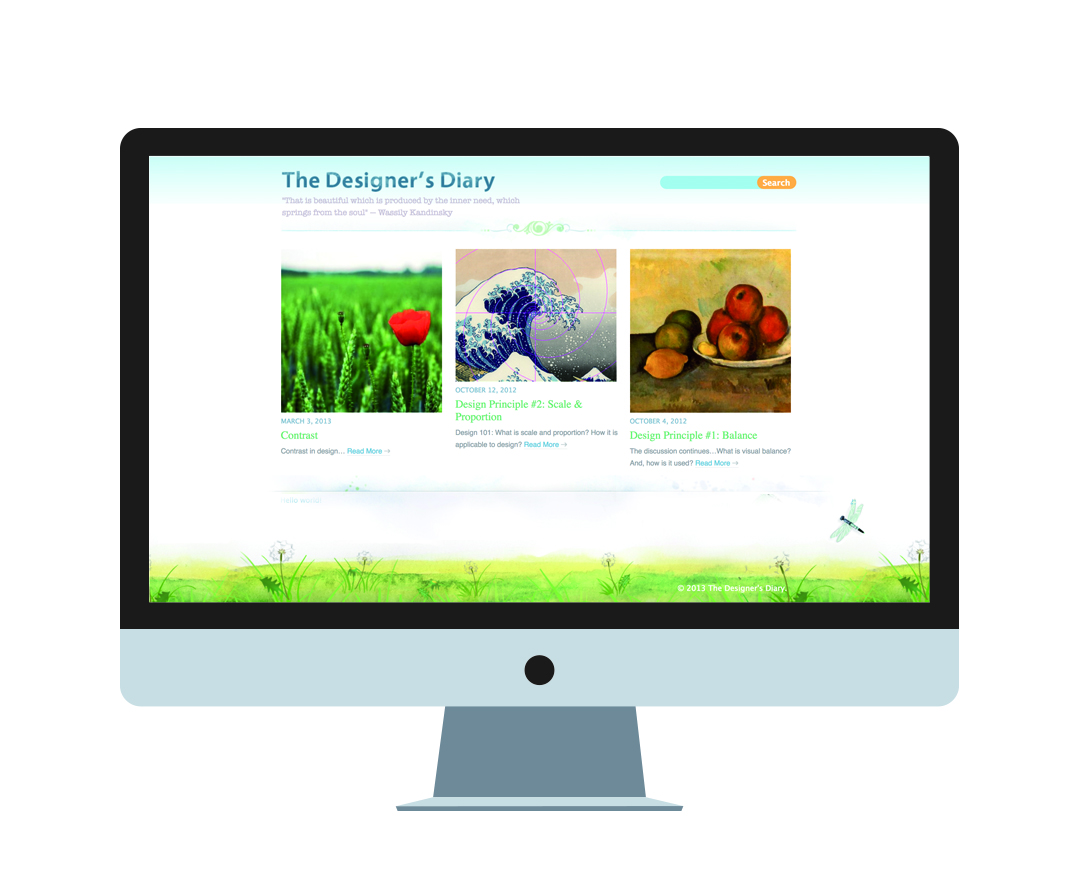 The Designer's Diary
Search
"That is beautiful which is produced by the inner need, which
springs from the soul" — Wassily Kandinsky
MARCH 3, 2013
Contrast
Contrast in design… Read More →
OCTOBER 12, 2012
Design Principle #2: Scale &
Proportion
Design 101: What is scale and proportion? How it is
applicable to design? Read More →
OCTOBER 4, 2012
Design Principle #1: Balance
The discussion continues…What is visual balance?
And, how is it used? Read More →
© 2013 The Designer's Diary.